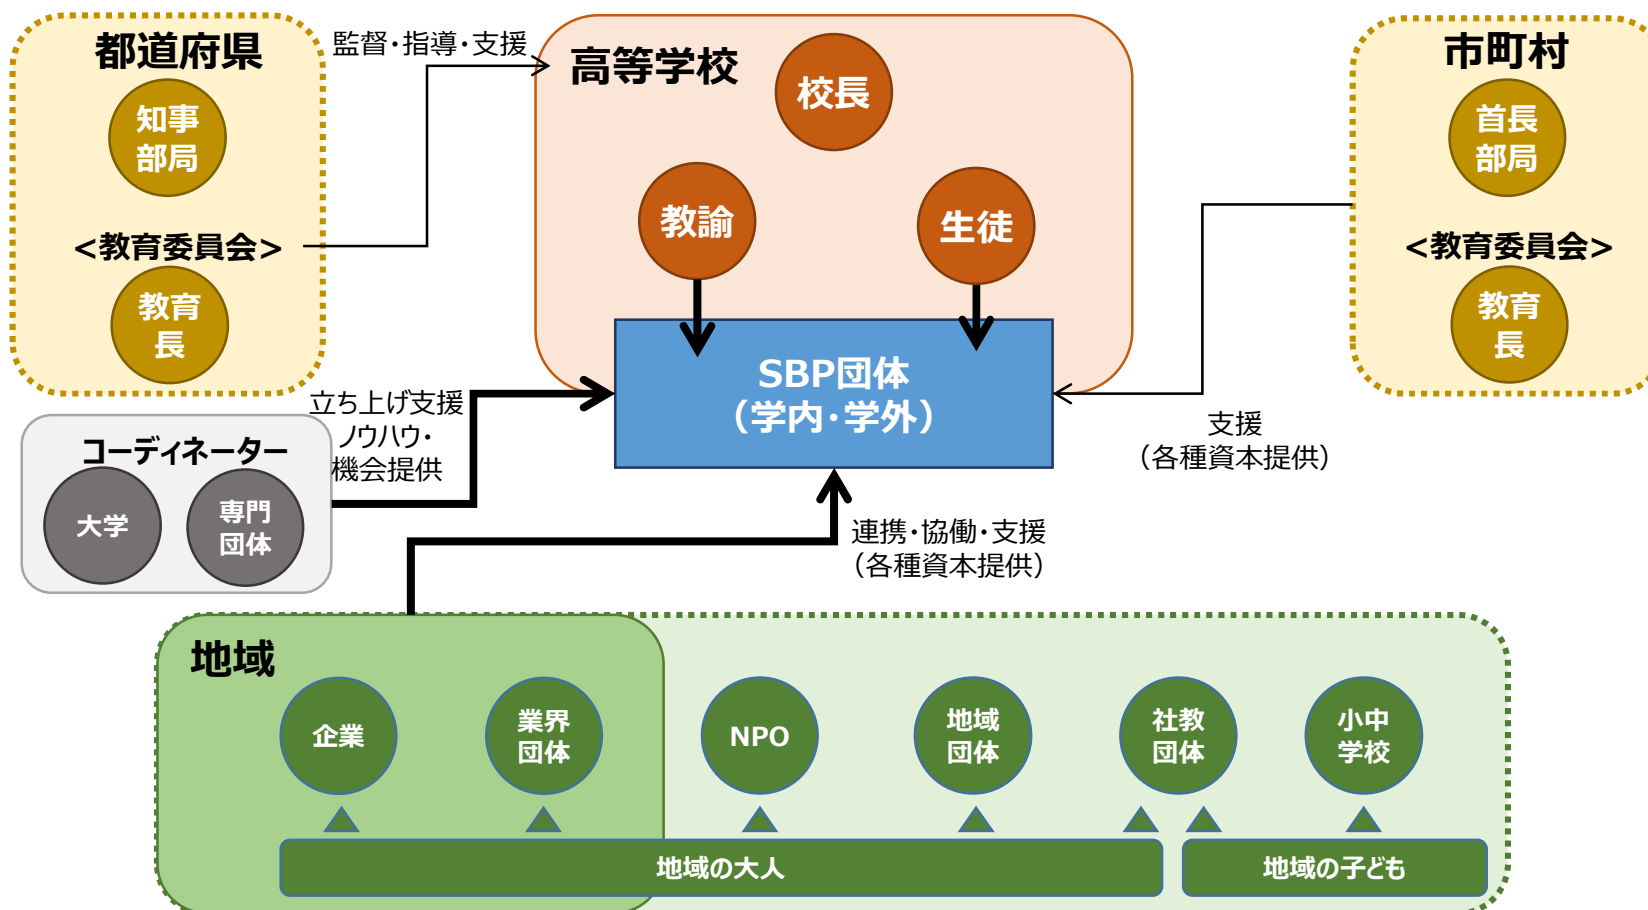 都道府県
知事
部局
<教育委員会>
教育
長
監督・指導・支援
高等学校
校長
教諭
生徒
SBP団体
（学内・学外）
市町村
首長
部局
<教育委員会>
教育
長
立ち上げ支援
ノウハウ・
機会提供
コーディネーター
大学
専門
団体
支援
（各種資本提供）
連携・協働・支援
（各種資本提供）
地域
企業
業界
団体
NPO
地域
団体
社教
団体
小中
学校
地域の大人
地域の子ども